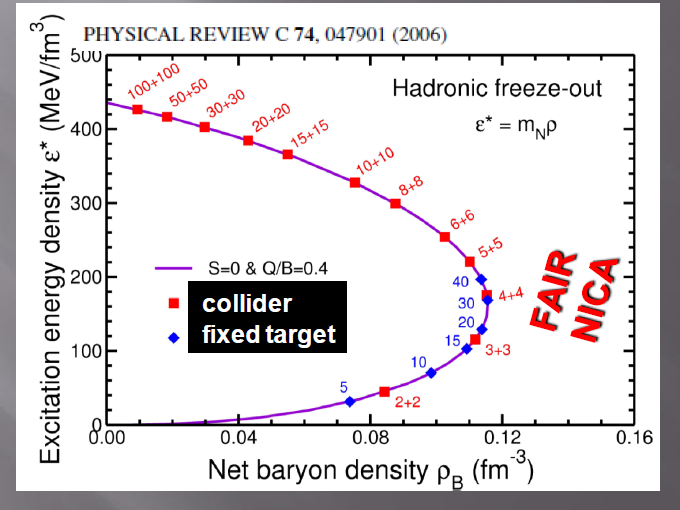 PHYSICAL REVIEW C 74, 047901 (2006)
Excitation energy density ε* (MeV/fm³)
500
400
300
200
100
0
Hadronic freeze-out
ε* = m_Nρ
100+100
50+50
30+30
20+20
15+15
10+10
8+8
6+6
5+5
40
4+4
30
20
15
3+3
10
5
2+2
S=0 & Q/B=0.4
collider
fixed target
FAIR
NICA
0.00 0.04 0.08 0.12 0.16
Net baryon density ρ_B (fm⁻³)